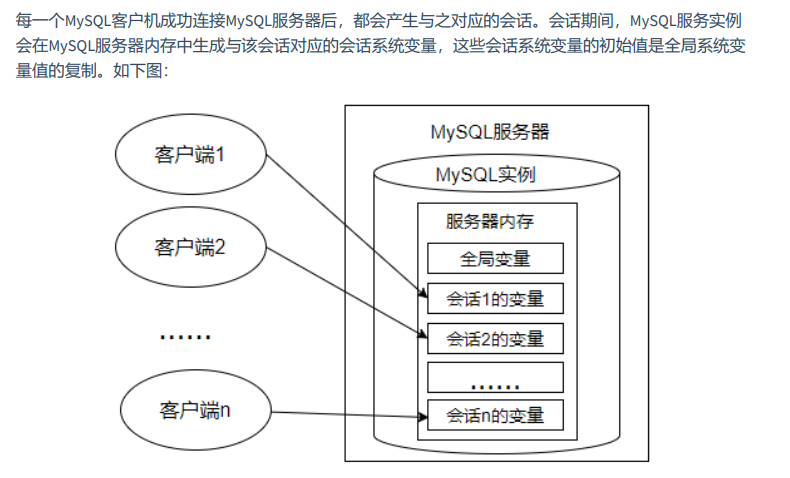 每一个MySQL客户机成功连接MySQL服务器后，都会产生与之对应的会话。会话期间，MySQL服务实例
会在MySQL服务器内存中生成与该会话对应的会话系统变量，这些会话系统变量的初始值是全局系统变
量值的复制。如下图：
MySQL服务器
客户端1
MySQL实例
服务器内存
客户端2
全局变量
会话1的变量
会话2的变量
……
……
客户端n
会话n的变量